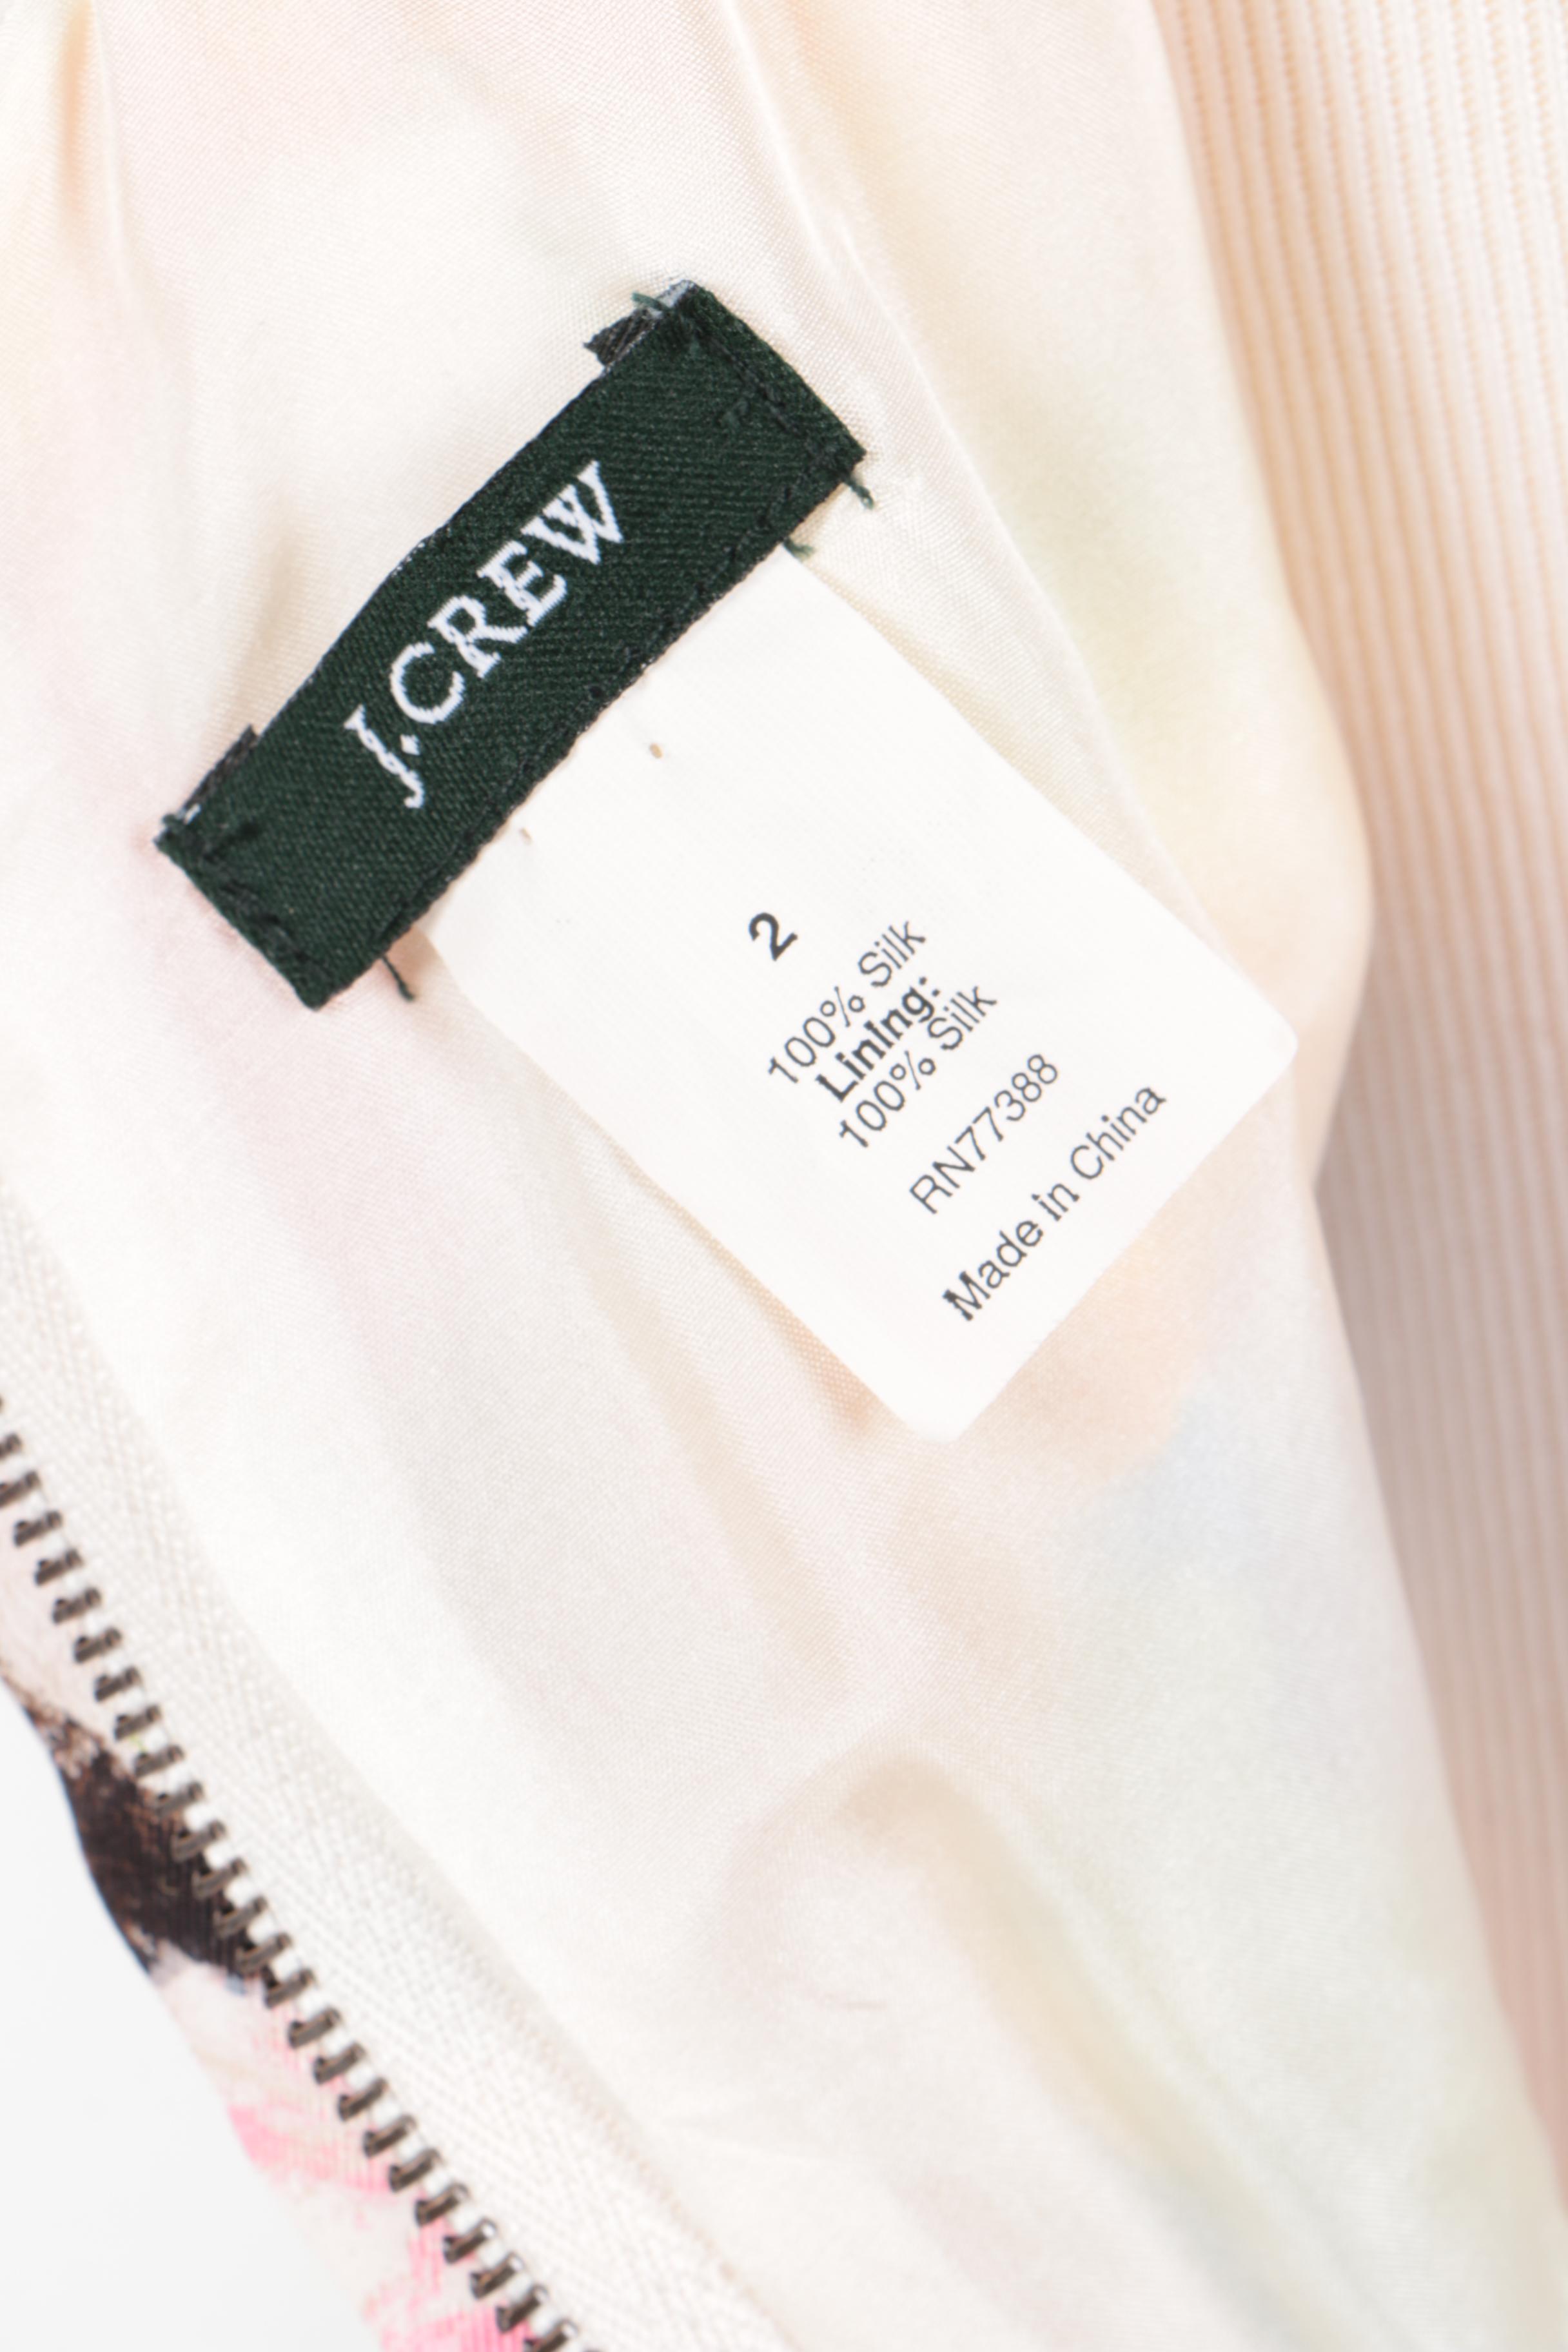 J.CREW
2
100% Silk
Lining:
100% Silk
RN77388
Made in China